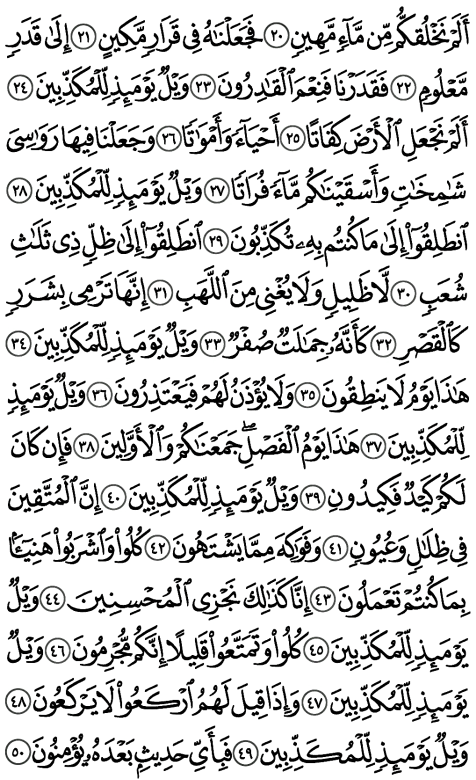 أَلَمْ نَخْلُقكُّم مِّن مَّآءٍ مَّهِينٍ ٢٠ فَجَعَلْنَٰهُ فِى قَرَارٍ مَّكِينٍ ٢١ إِلَىٰ قَدَرٍ
مَّعْلُومٍ ٢٢ فَقَدَرْنَا فَنِعْمَ ٱلْقَٰدِرُونَ ٢٣ وَيْلٌ يَوْمَئِذٍ لِّلْمُكَذِّبِينَ ٢٤
أَلَمْ نَجْعَلِ ٱلْأَرْضَ كِفَاتًا ٢٥ أَحْيَآءً وَأَمْوَٰتًا ٢٦ وَجَعَلْنَا فِيهَا رَوَٰسِىَ
شَٰمِخَٰتٍ وَأَسْقَيْنَٰكُم مَّآءً فُرَاتًا ٢٧ وَيْلٌ يَوْمَئِذٍ لِّلْمُكَذِّبِينَ ٢٨
ٱنطَلِقُوٓا۟ إِلَىٰ مَا كُنتُم بِهِۦ تُكَذِّبُونَ ٢٩ ٱنطَلِقُوٓا۟ إِلَىٰ ظِلٍّ ذِى ثَلَٰثِ
شُعَبٍ ٣٠ لَّا ظَلِيلٍ وَلَا يُغْنِى مِنَ ٱللَّهَبِ ٣١ إِنَّهَا تَرْمِى بِشَرَرٍ
كَٱلْقَصْرِ ٣٢ كَأَنَّهُۥ جِمَٰلَتٌ صُفْرٌ ٣٣ وَيْلٌ يَوْمَئِذٍ لِّلْمُكَذِّبِينَ ٣٤
هَٰذَا يَوْمُ لَا يَنطِقُونَ ٣٥ وَلَا يُؤْذَنُ لَهُمْ فَيَعْتَذِرُونَ ٣٦ وَيْلٌ يَوْمَئِذٍ
لِّلْمُكَذِّبِينَ ٣٧ هَٰذَا يَوْمُ ٱلْفَصْلِ ۖ جَمَعْنَٰكُمْ وَٱلْأَوَّلِينَ ٣٨ فَإِن كَانَ
لَكُمْ كَيْدٌ فَكِيدُونِ ٣٩ وَيْلٌ يَوْمَئِذٍ لِّلْمُكَذِّبِينَ ٤٠ إِنَّ ٱلْمُتَّقِينَ
فِى ظِلَٰلٍ وَعُيُونٍ ٤١ وَفَوَٰكِهَ مِمَّا يَشْتَهُونَ ٤٢ كُلُوا۟ وَٱشْرَبُوا۟ هَنِيٓـًٔۢا
بِمَا كُنتُمْ تَعْمَلُونَ ٤٣ إِنَّا كَذَٰلِكَ نَجْزِى ٱلْمُحْسِنِينَ ٤٤ وَيْلٌ
يَوْمَئِذٍ لِّلْمُكَذِّبِينَ ٤٥ كُلُوا۟ وَتَمَتَّعُوا۟ قَلِيلًا إِنَّكُم مُّجْرِمُونَ ٤٦ وَيْلٌ
يَوْمَئِذٍ لِّلْمُكَذِّبِينَ ٤٧ وَإِذَا قِيلَ لَهُمُ ٱرْكَعُوا۟ لَا يَرْكَعُونَ ٤٨
وَيْلٌ يَوْمَئِذٍ لِّلْمُكَذِّبِينَ ٤٩ فَبِأَىِّ حَدِيثٍۭ بَعْدَهُۥ يُؤْمِنُونَ ٥٠